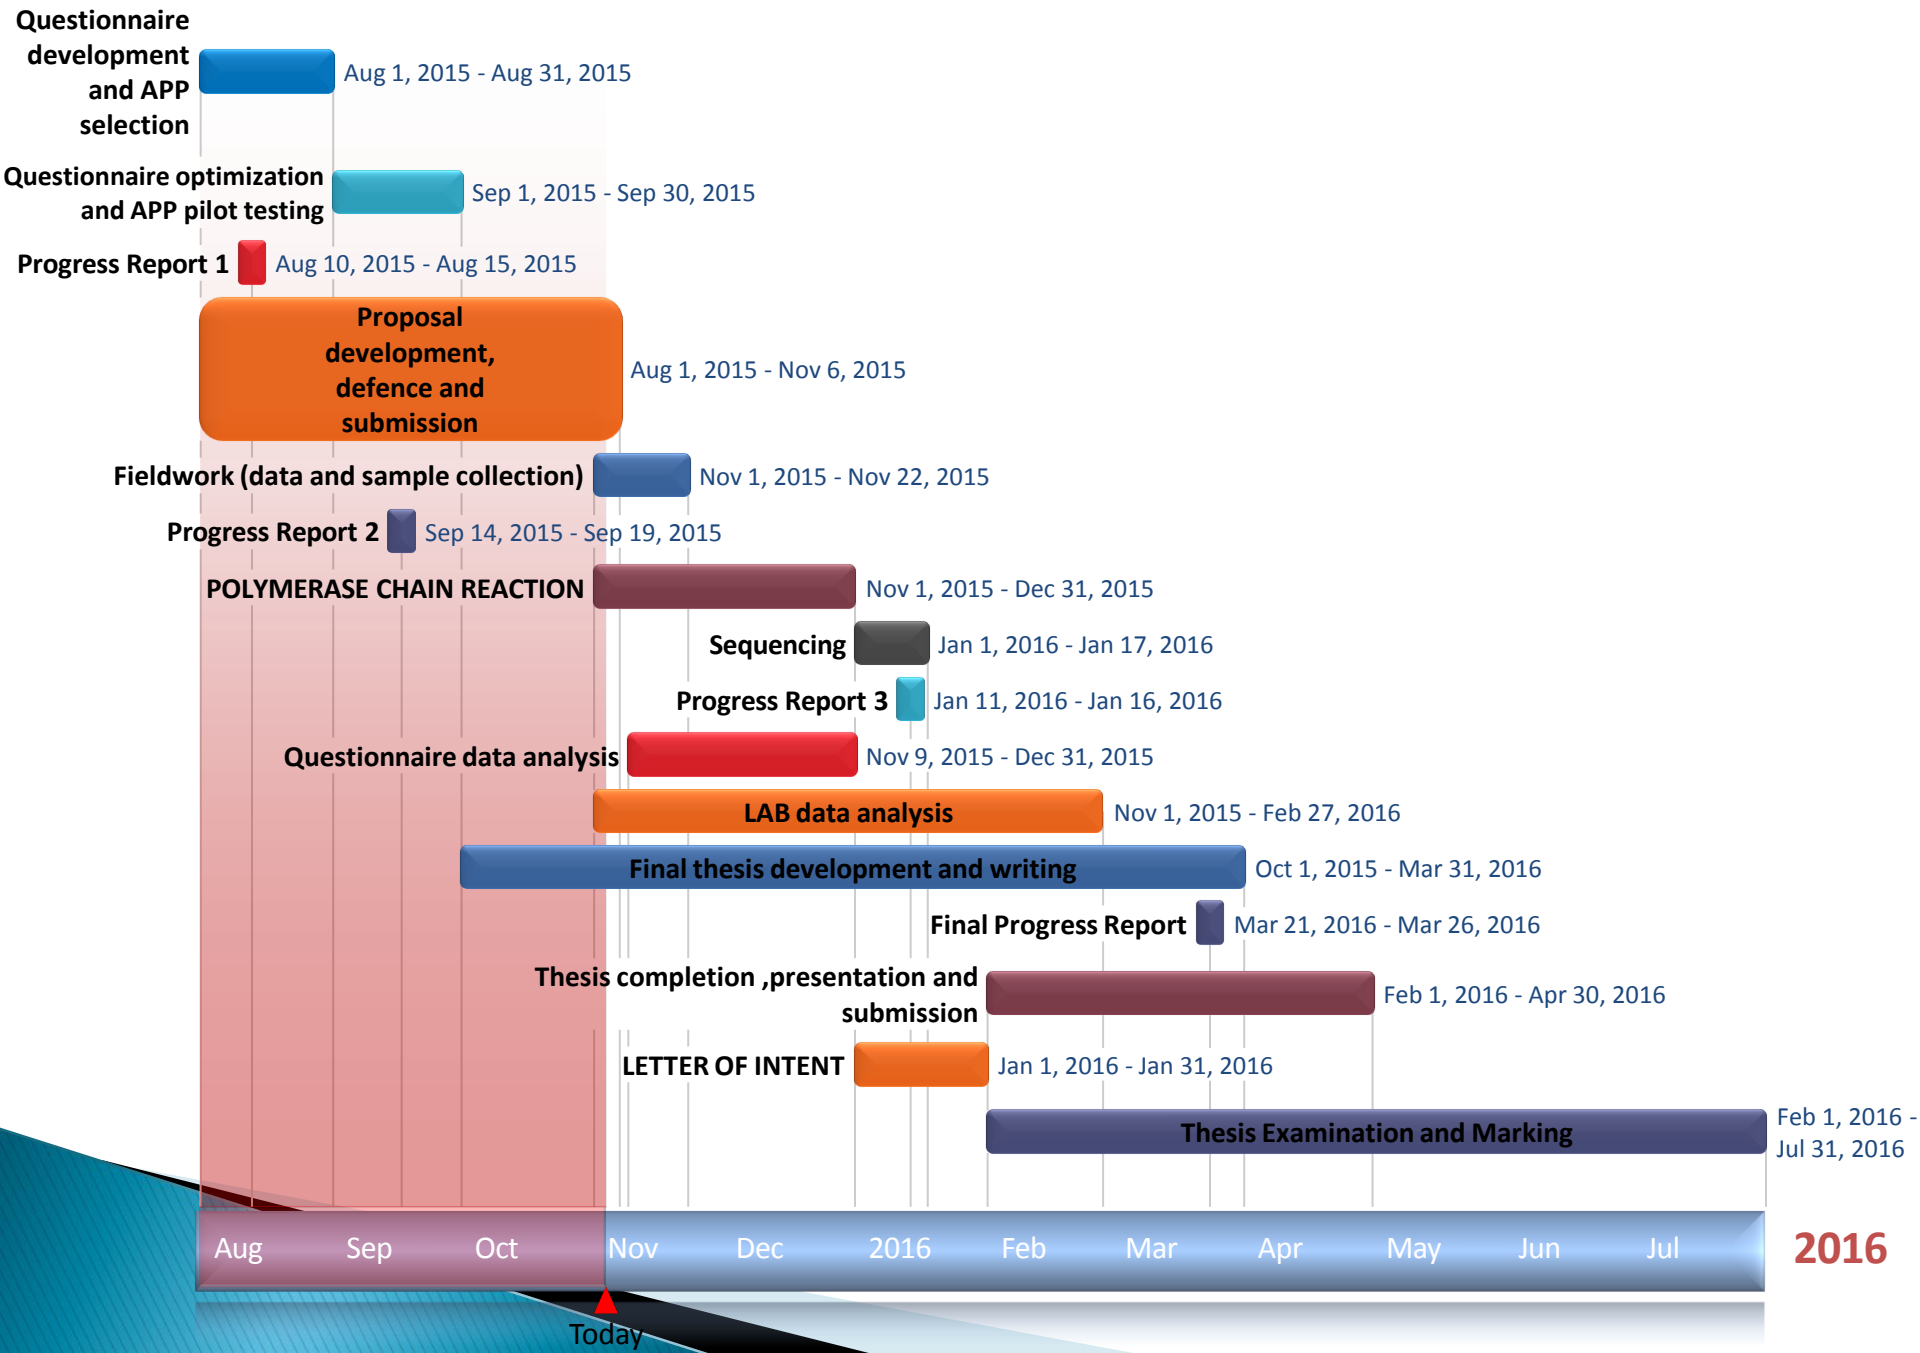 Questionnaire
development
and APP
selection
Aug 1, 2015 - Aug 31, 2015
Questionnaire optimization
and APP pilot testing
Sep 1, 2015 - Sep 30, 2015
Progress Report 1
Aug 10, 2015 - Aug 15, 2015
Proposal
development,
defence and
submission
Aug 1, 2015 - Nov 6, 2015
Fieldwork (data and sample collection)
Nov 1, 2015 - Nov 22, 2015
Progress Report 2
Sep 14, 2015 - Sep 19, 2015
POLYMERASE CHAIN REACTION
Nov 1, 2015 - Dec 31, 2015
Sequencing
Jan 1, 2016 - Jan 17, 2016
Progress Report 3
Jan 11, 2016 - Jan 16, 2016
Questionnaire data analysis
Nov 9, 2015 - Dec 31, 2015
LAB data analysis
Nov 1, 2015 - Feb 27, 2016
Final thesis development and writing
Oct 1, 2015 - Mar 31, 2016
Final Progress Report
Mar 21, 2016 - Mar 26, 2016
Thesis completion ,presentation and
submission
Feb 1, 2016 - Apr 30, 2016
LETTER OF INTENT
Jan 1, 2016 - Jan 31, 2016
Thesis Examination and Marking
Feb 1, 2016 -
Jul 31, 2016
Aug Sep Oct Nov Dec 2016 Feb Mar Apr May Jun Jul
2016
Today